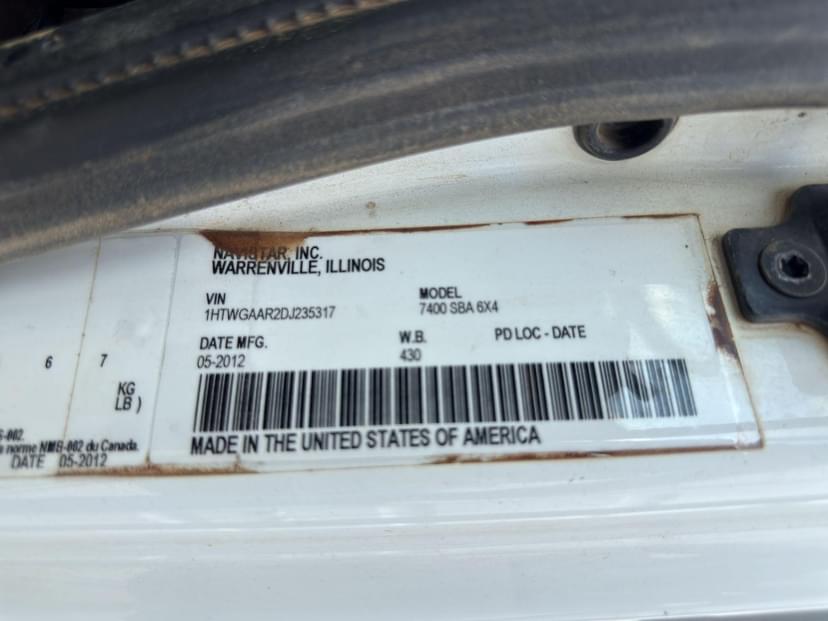 NAVISTAR, INC.
WARRENVILLE, ILLINOIS
VIN
1HTWGAAR2DJ235317
MODEL
7400 SBA 6X4
DATE MFG.
05-2012
W.B.
430
PD LOC - DATE
MADE IN THE UNITED STATES OF AMERICA
6 7
KG
LB )
-002.
norme NMB-002 du Canada.
DATE 05-2012